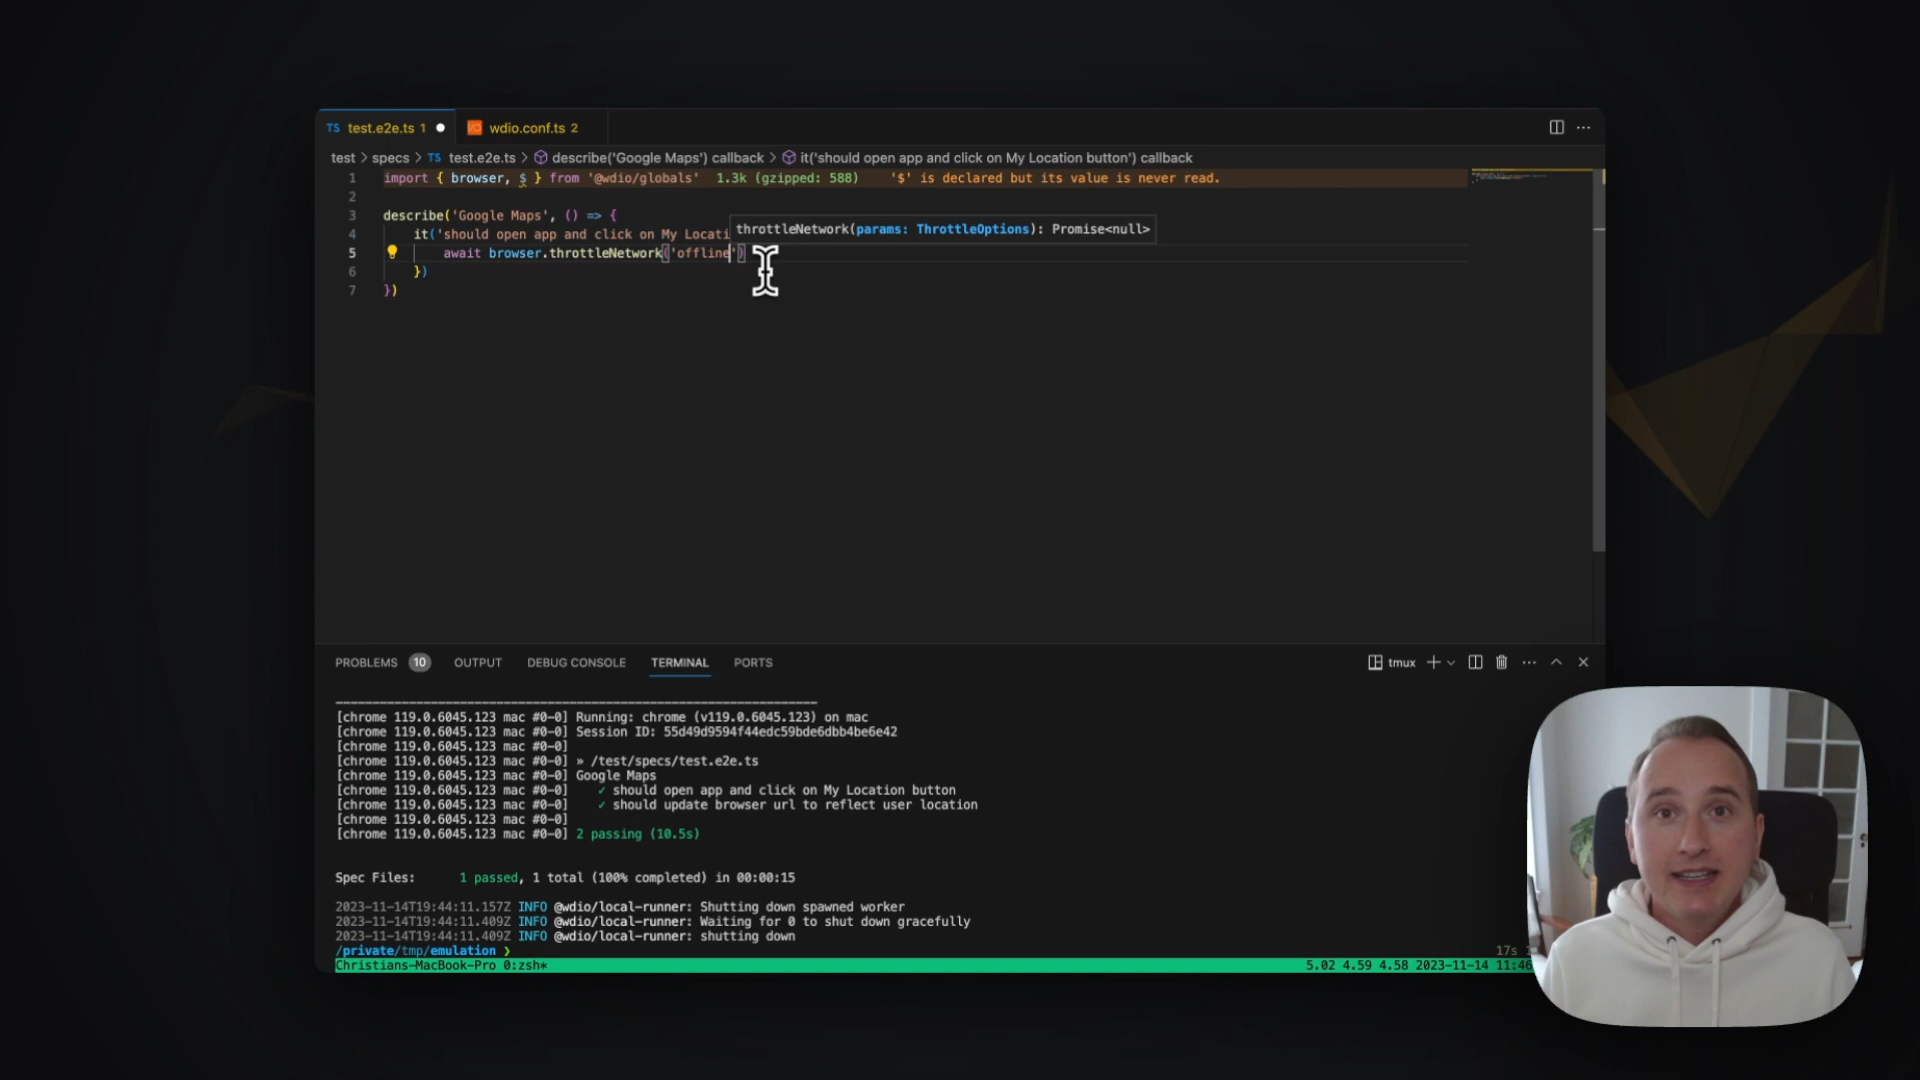 TS test.e2e.ts 1
wdio.conf.ts 2
test > specs > TS test.e2e.ts > describe('Google Maps') callback > it('should open app and click on My Location button') callback
1 import { browser, $ } from '@wdio/globals' 1.3k (gzipped: 588) '$' is declared but its value is never read.
2
3 describe('Google Maps', () => {
throttleNetwork(params: ThrottleOptions): Promise<null>
4 it('should open app and click on My Locati
5 await browser.throttleNetwork('offline')
6 })
7 })
PROBLEMS 10 OUTPUT DEBUG CONSOLE TERMINAL PORTS
tmux
[chrome 119.0.6045.123 mac #0-0] Running: chrome (v119.0.6045.123) on mac
[chrome 119.0.6045.123 mac #0-0] Session ID: 55d49d9594f44edc59bde6dbb4be6e42
[chrome 119.0.6045.123 mac #0-0]
[chrome 119.0.6045.123 mac #0-0] » /test/specs/test.e2e.ts
[chrome 119.0.6045.123 mac #0-0] Google Maps
[chrome 119.0.6045.123 mac #0-0] ✓ should open app and click on My Location button
[chrome 119.0.6045.123 mac #0-0] ✓ should update browser url to reflect user location
[chrome 119.0.6045.123 mac #0-0]
[chrome 119.0.6045.123 mac #0-0] 2 passing (10.5s)
Spec Files: 1 passed, 1 total (100% completed) in 00:00:15
2023-11-14T19:44:11.157Z INFO @wdio/local-runner: Shutting down spawned worker
2023-11-14T19:44:11.409Z INFO @wdio/local-runner: Waiting for 0 to shut down gracefully
2023-11-14T19:44:11.409Z INFO @wdio/local-runner: shutting down
/private/tmp/emulation ❯ 17s
Christians-MacBook-Pro 0:zsh* 5.02 4.59 4.58 2023-11-14 11:46